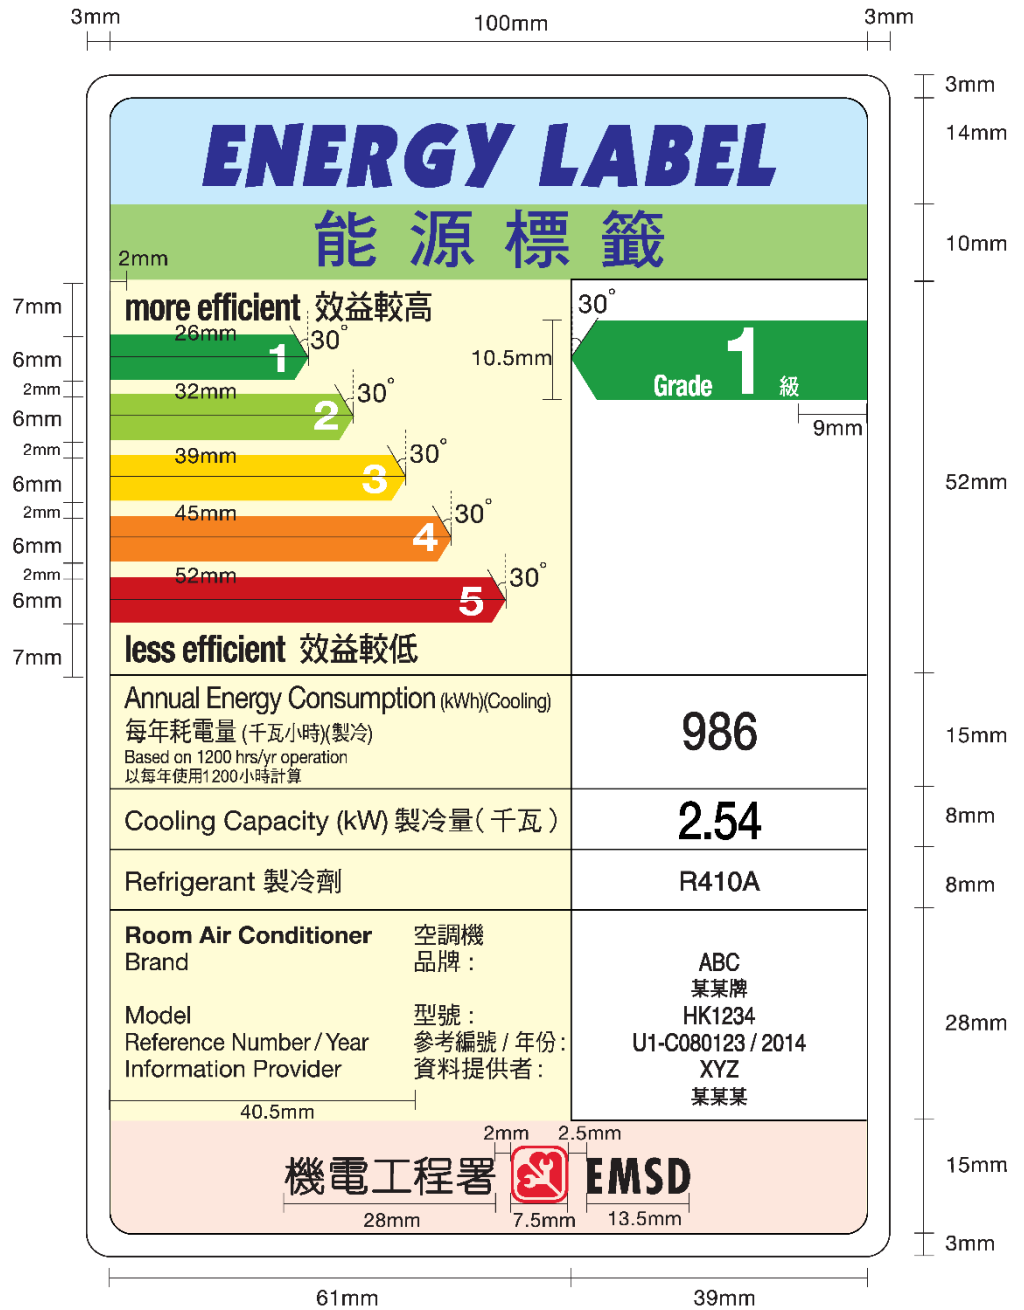 3mm 100mm 3mm
3mm
ENERGY LABEL
14mm
能源標籤
10mm
2mm
7mm
more efficient 效益較高
30°
26mm
30°
6mm
1
10.5mm
Grade 1 級
2mm
32mm
30°
9mm
6mm
2
2mm
39mm
30°
6mm
3
52mm
2mm
45mm
30°
6mm
4
2mm
52mm
30°
6mm
5
7mm
less efficient 效益較低
Annual Energy Consumption (kWh)(Cooling)
每年耗電量 (千瓦小時)(製冷)
986
15mm
Based on 1200 hrs/yr operation
以每年使用1200小時計算
Cooling Capacity (kW) 製冷量(千瓦)
2.54
8mm
Refrigerant 製冷劑
R410A
8mm
Room Air Conditioner 空調機
Brand 品牌 :
ABC
某某牌
Model 型號 :
HK1234
28mm
Reference Number / Year 參考編號 / 年份 :
U1-C080123 / 2014
Information Provider 資料提供者 :
XYZ
某某某
40.5mm
2mm 2.5mm
機電工程署 EMSD
15mm
28mm 7.5mm 13.5mm
3mm
61mm 39mm